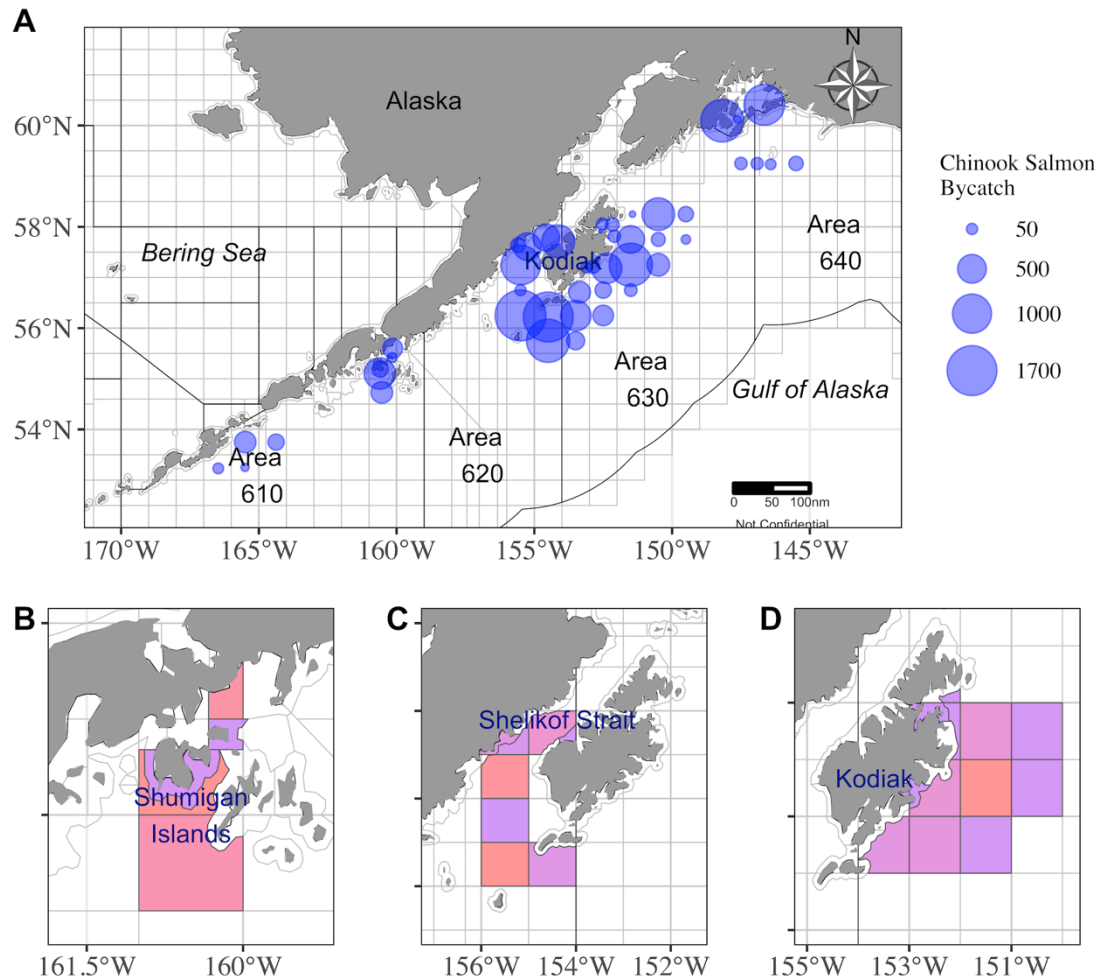 A
N
Alaska
60°N
58°N
56°N
54°N
Bering Sea
Kodiak
Area
640
Area
630
Area
620
Area
610
Gulf of Alaska
0 50 100nm
Not Confidential
170°W 165°W 160°W 155°W 150°W 145°W
Chinook Salmon
Bycatch
50
500
1000
1700
B
Shumigan
Islands
161.5°W 160°W
C
Shelikof Strait
156°W 154°W 152°W
D
Kodiak
155°W 153°W 151°W